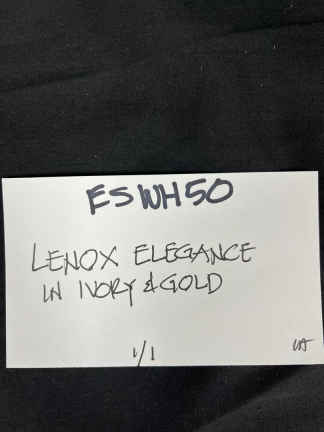 ESWH50
LENOX ELEGANCE
IN IVORY & GOLD
1/1